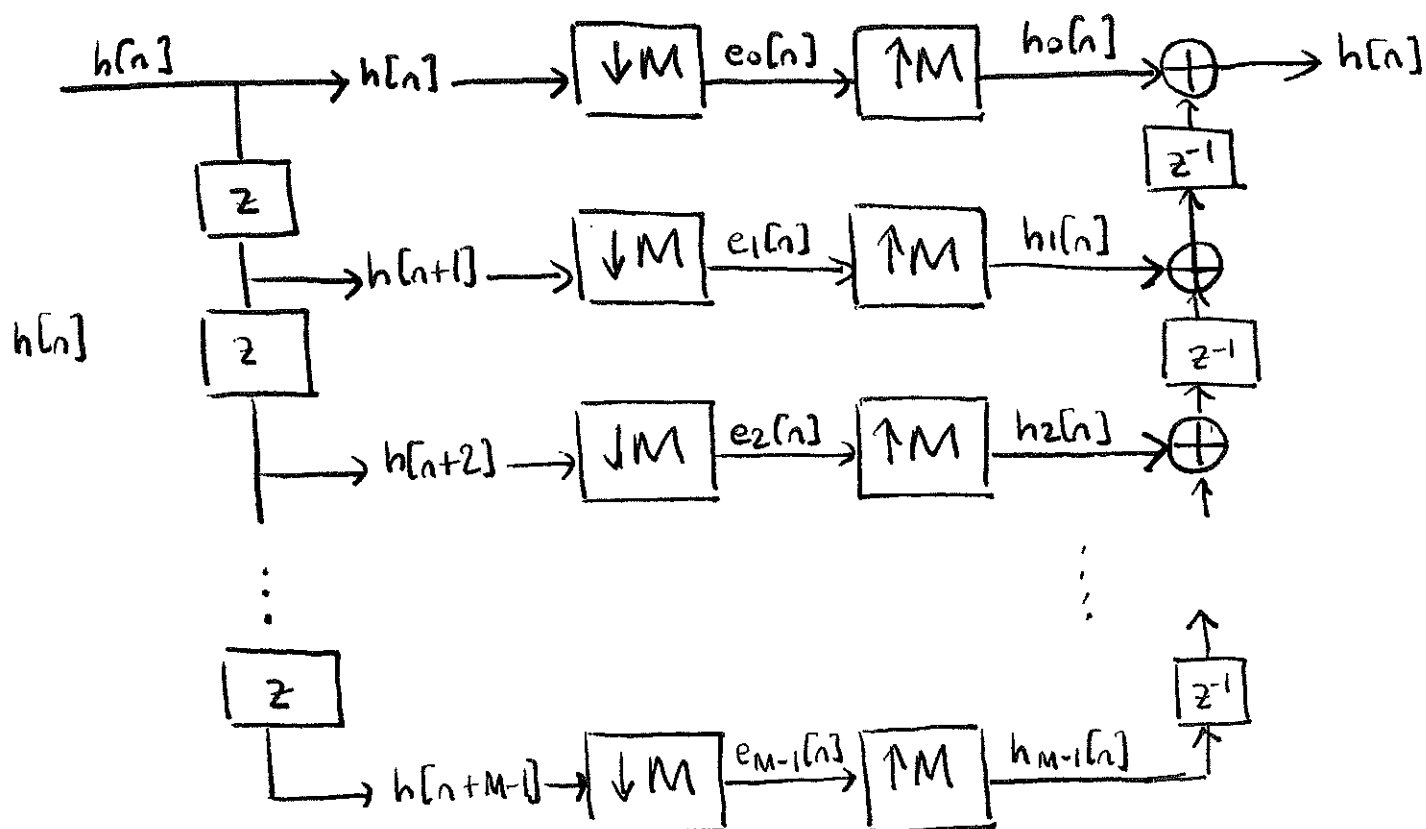 h[n] h[n] ↓M e0[n] ↑M h0[n] h[n]
z z⁻¹
h[n+1] ↓M e1[n] ↑M h1[n]
h[n] z z⁻¹
h[n+2] ↓M e2[n] ↑M h2[n]
z z⁻¹
h[n+M-1] ↓M eM-1[n] ↑M hM-1[n]